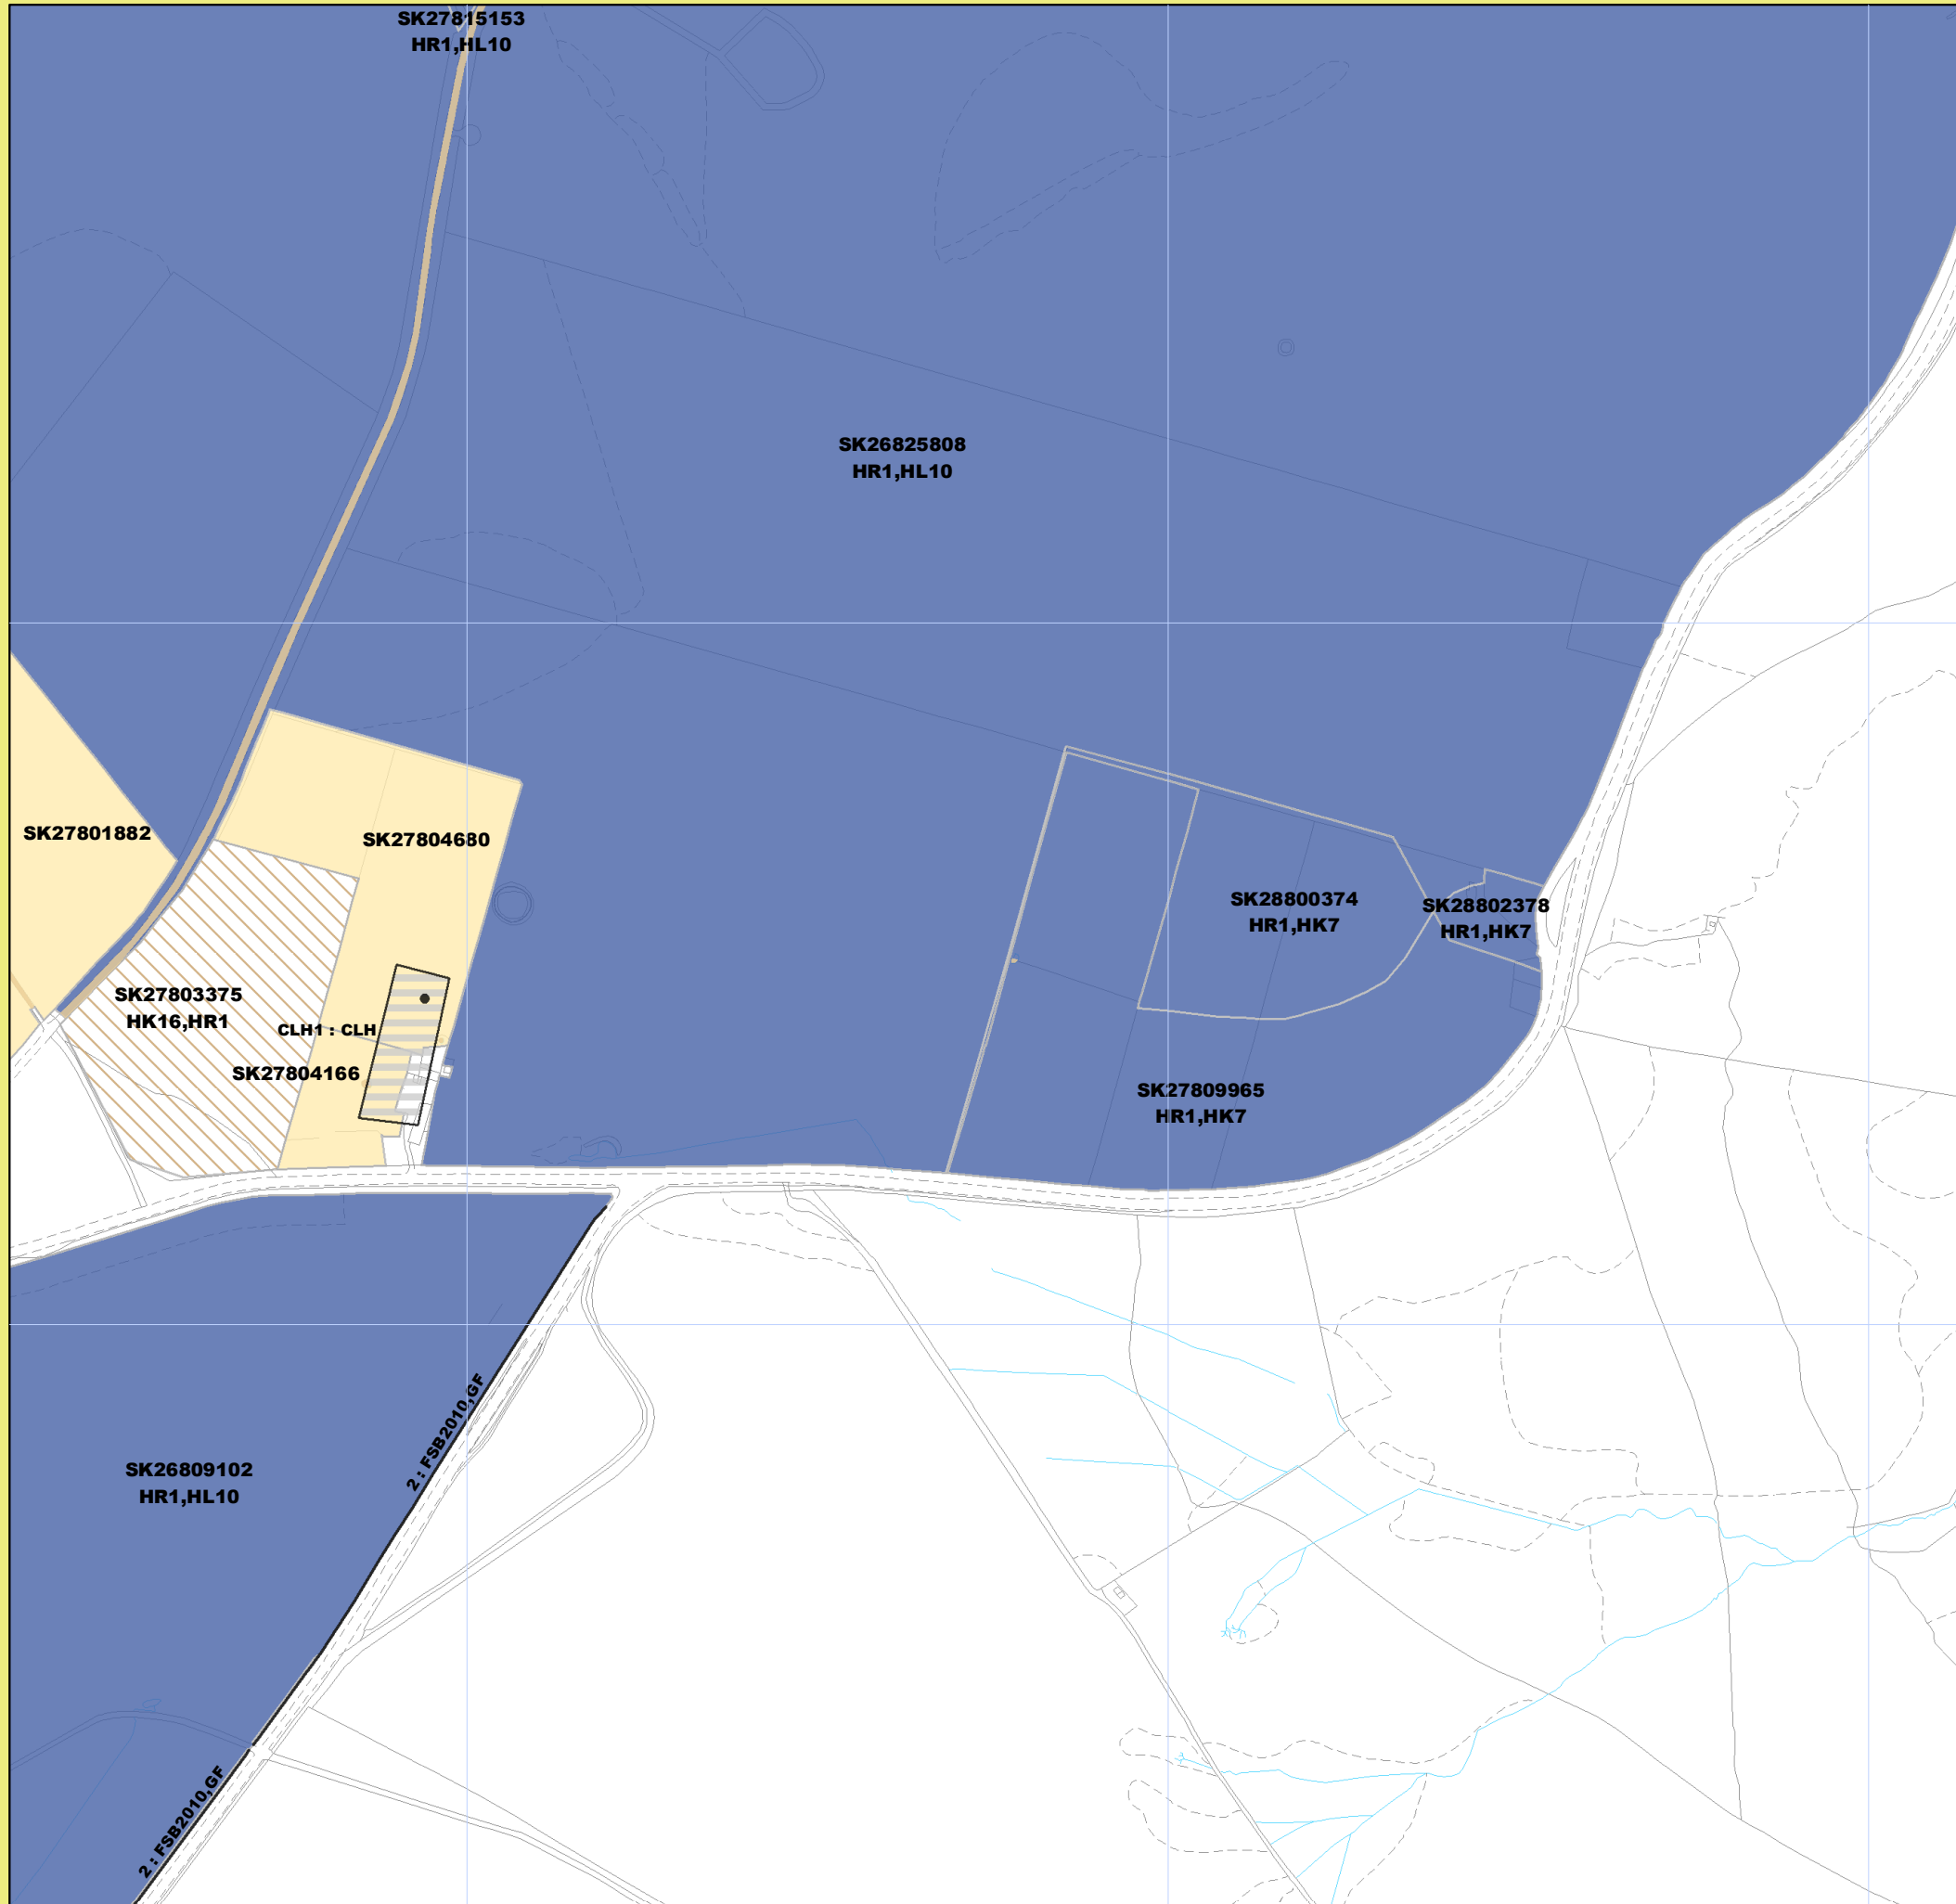 SK27815153
HR1,HL10
SK26825808
HR1,HL10
SK27801882
SK27804680
SK28800374
HR1,HK7
SK28802378
HR1,HK7
SK27803375
HK16,HR1
CLH1 : CLH
SK27804166
SK27809965
HR1,HK7
2 : FSB2010,GF
SK26809102
HR1,HL10
2 : FSB2010,GF